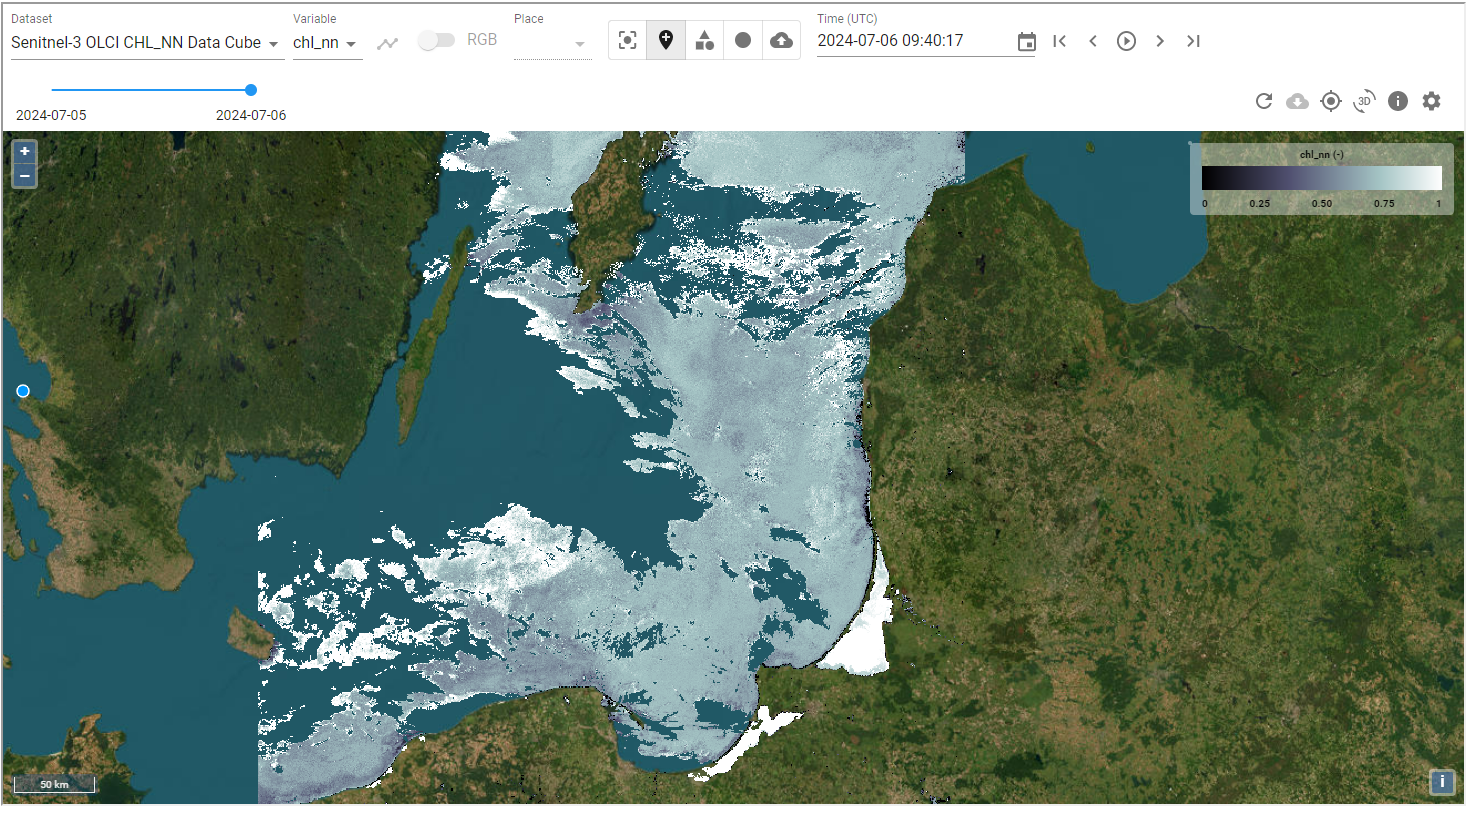 Dataset
Senitnel-3 OLCI CHL_NN Data Cube
Variable
chl_nn
RGB
Place
Time (UTC)
2024-07-06 09:40:17
2024-07-05
2024-07-06
3D
+
−
chl_nn (-)
0 0.25 0.50 0.75 1
50 km
i